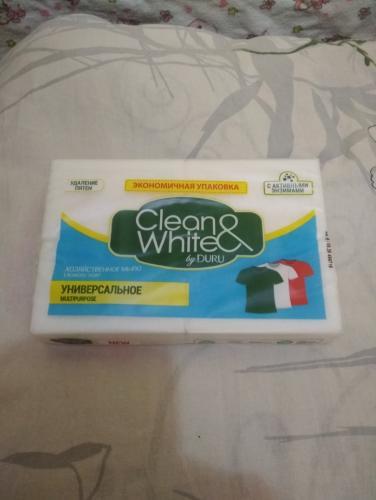 УДАЛЕНИЕ
ПЯТЕН
ЭКОНОМИЧНАЯ УПАКОВКА
С АКТИВНЫМИ
ЭНЗИМАМИ
Clean &
White
by DURU
ХОЗЯЙСТВЕННОЕ МЫЛО
УНИВЕРСАЛЬНОЕ
MULTIPURPOSE